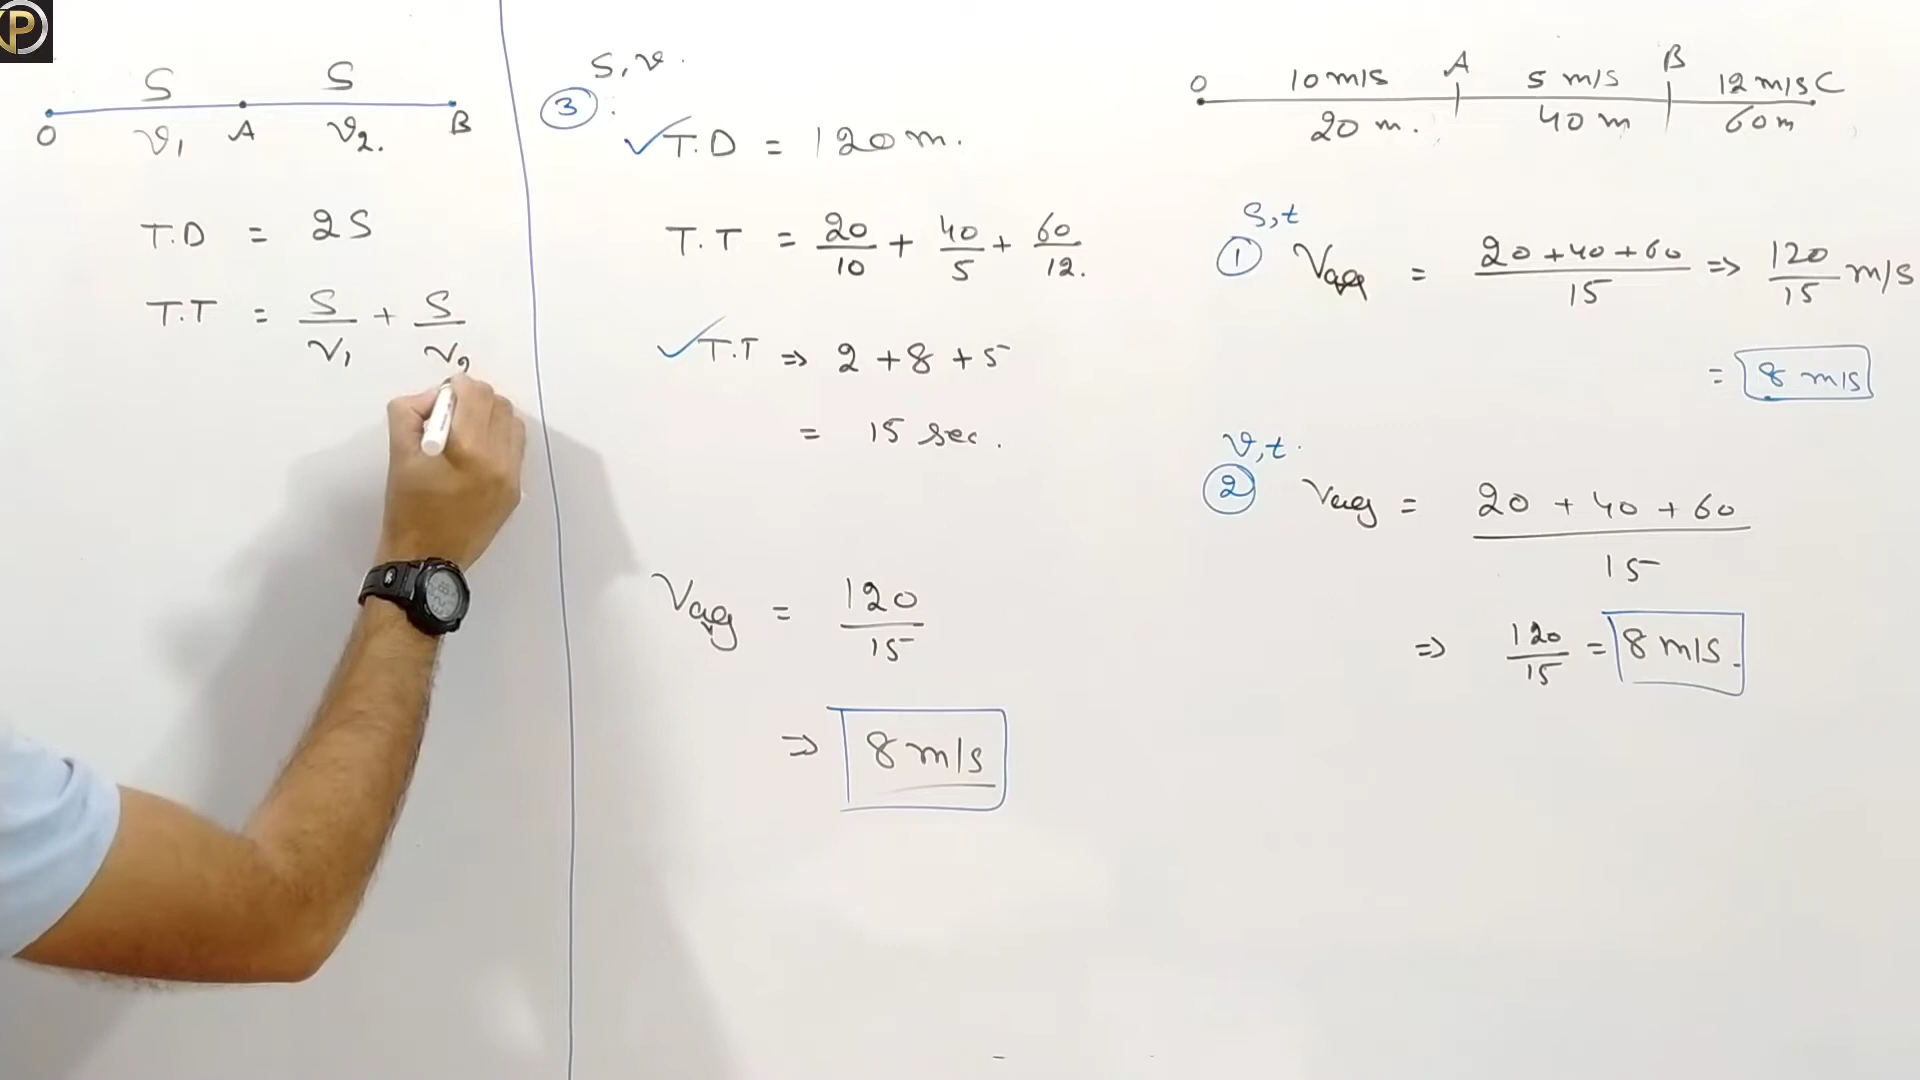 P
S S
O v₁ A v₂. B
T.D = 2S
T.T = S/v₁ + S/v₂
S, v.
③ :
✓T.D = 120m.
T.T = 20/10 + 40/5 + 60/12.
✓T.T ⇒ 2 + 8 + 5
= 15 sec.
Vavg = 120/15
⇒ 8 m/s
O 10 m/s A 5 m/s B 12 m/s C
20 m. 40 m 60 m
S, t
① Vavg = 20 + 40 + 60/15 ⇒ 120/15 m/s
= 8 m/s
v, t.
② Vavg = 20 + 40 + 60/15
⇒ 120/15 = 8 m/s.